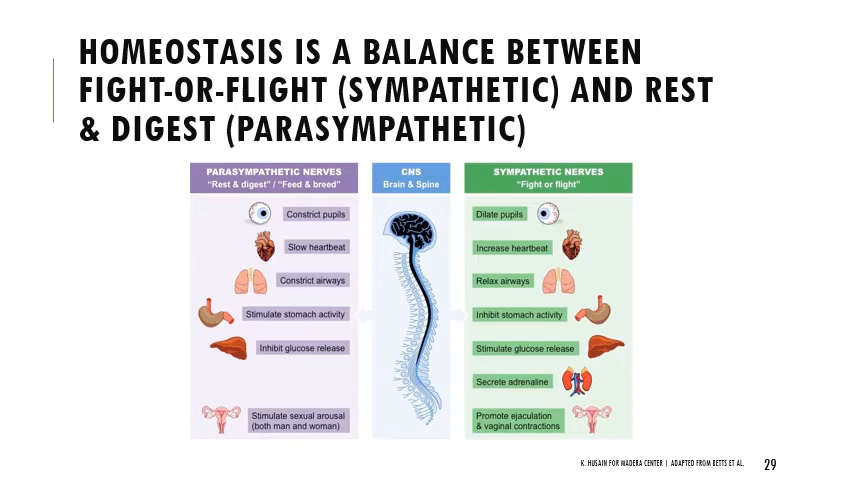 HOMEOSTASIS IS A BALANCE BETWEEN
FIGHT-OR-FLIGHT (SYMPATHETIC) AND REST
& DIGEST (PARASYMPATHETIC)
PARASYMPATHETIC NERVES
"Rest & digest" / "Feed & breed"
Constrict pupils
Slow heartbeat
Constrict airways
Stimulate stomach activity
Inhibit glucose release
Stimulate sexual arousal
(both man and woman)
CNS
Brain & Spine
SYMPATHETIC NERVES
"Fight or flight"
Dilate pupils
Increase heartbeat
Relax airways
Inhibit stomach activity
Stimulate glucose release
Secrete adrenaline
Promote ejaculation
& vaginal contractions
K. HUSAIN FOR MADERA CENTER | ADAPTED FROM BETTS ET AL.
29